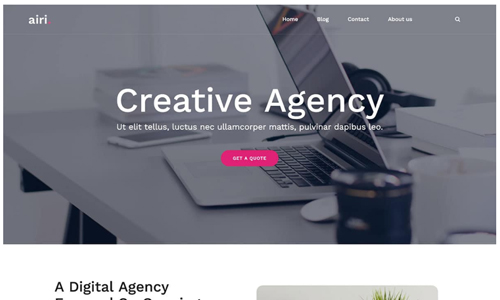 airi.
Home Blog Contact About us
Creative Agency
Ut elit tellus, luctus nec ullamcorper mattis, pulvinar dapibus leo.
GET A QUOTE
A Digital Agency